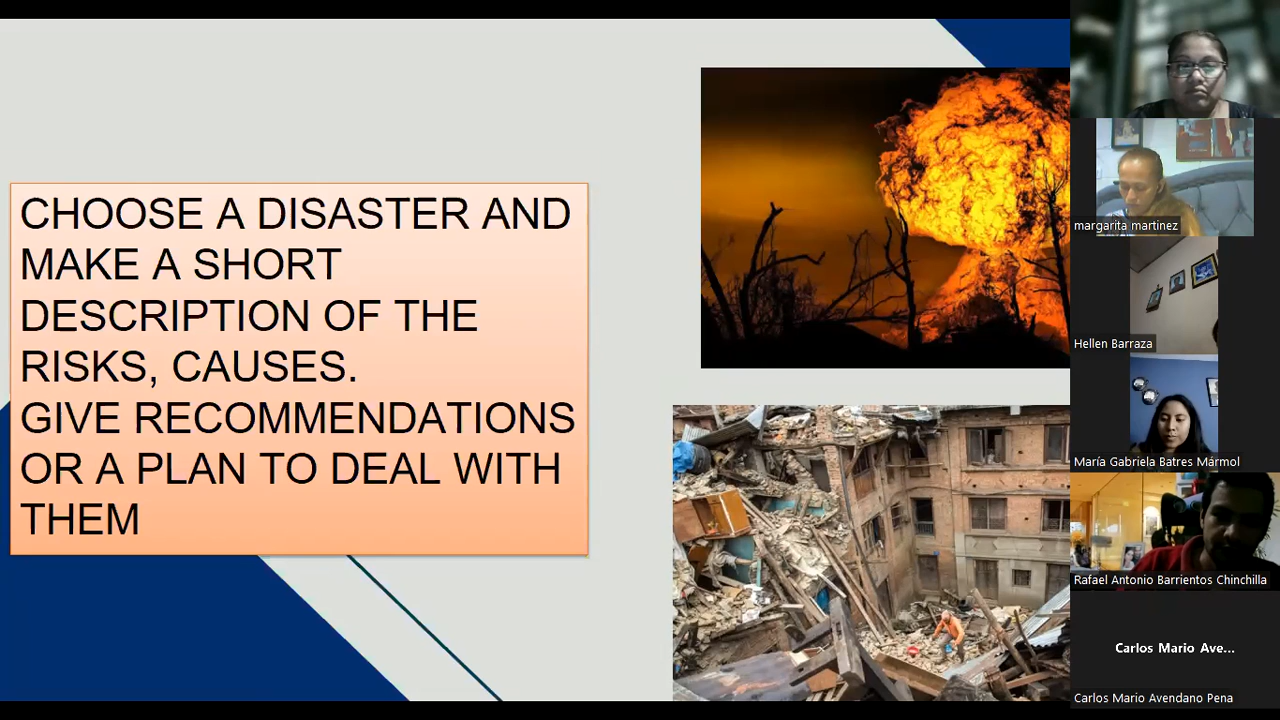 CHOOSE A DISASTER AND
MAKE A SHORT
DESCRIPTION OF THE
RISKS, CAUSES.
GIVE RECOMMENDATIONS
OR A PLAN TO DEAL WITH
THEM
margarita martinez
Hellen Barraza
María Gabriela Batres Mármol
Rafael Antonio Barrientos Chinchilla
Carlos Mario Ave...
Carlos Mario Avendano Pena